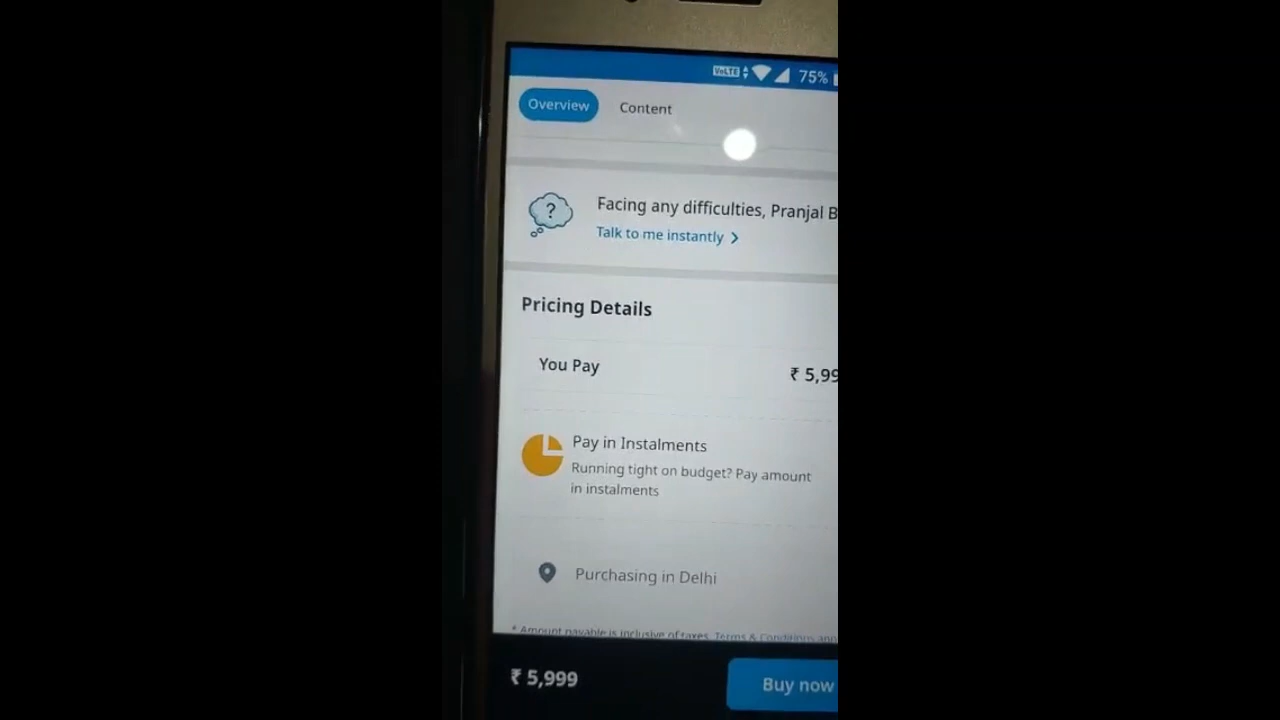 VoLTE 75%
Overview Content
?
Facing any difficulties, Pranjal B
Talk to me instantly
Pricing Details
You Pay ₹ 5,99
Pay in Instalments
Running tight on budget? Pay amount
in instalments
Purchasing in Delhi
* Amount payable is inclusive of taxes. Terms & Conditions app
₹ 5,999 Buy now